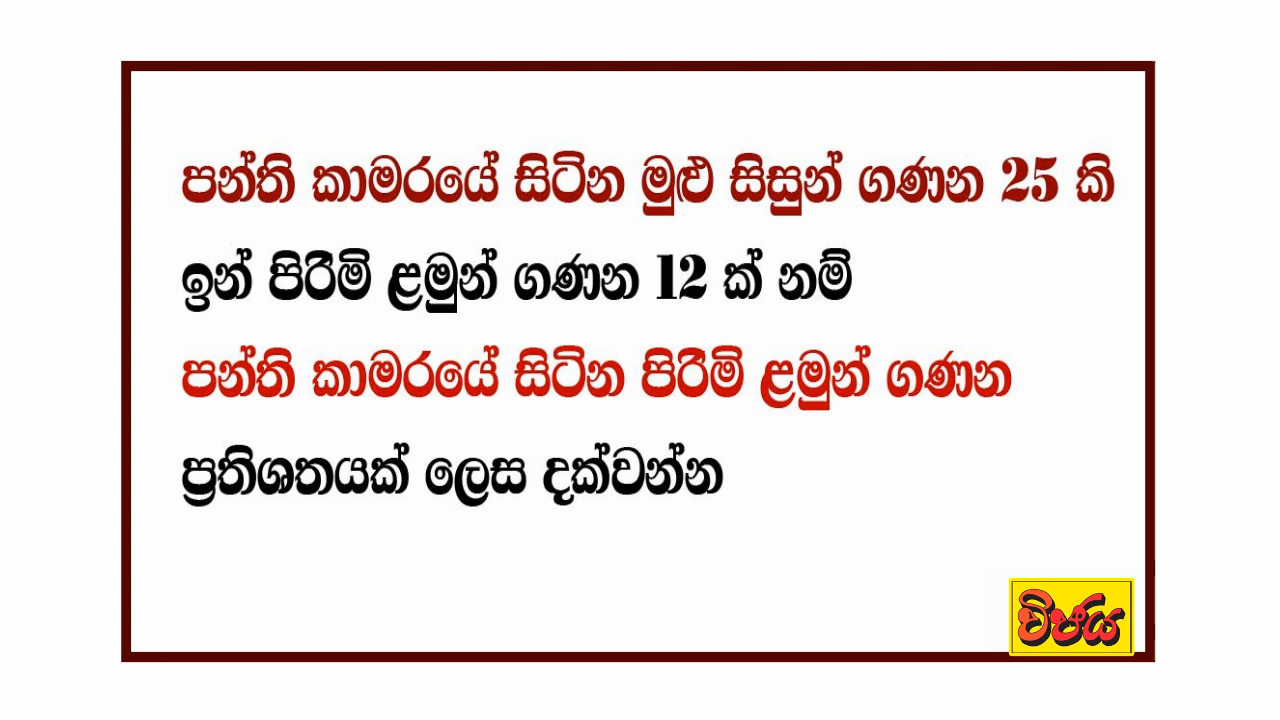 පන්ති කාමරයේ සිටින මුළු සිසුන් ගණන 25 කි
ඉන් පිරිමි ළමුන් ගණන 12 ක් නම්
පන්ති කාමරයේ සිටින පිරිමි ළමුන් ගණන
ප්‍රතිශතයක් ලෙස දක්වන්න
විජය